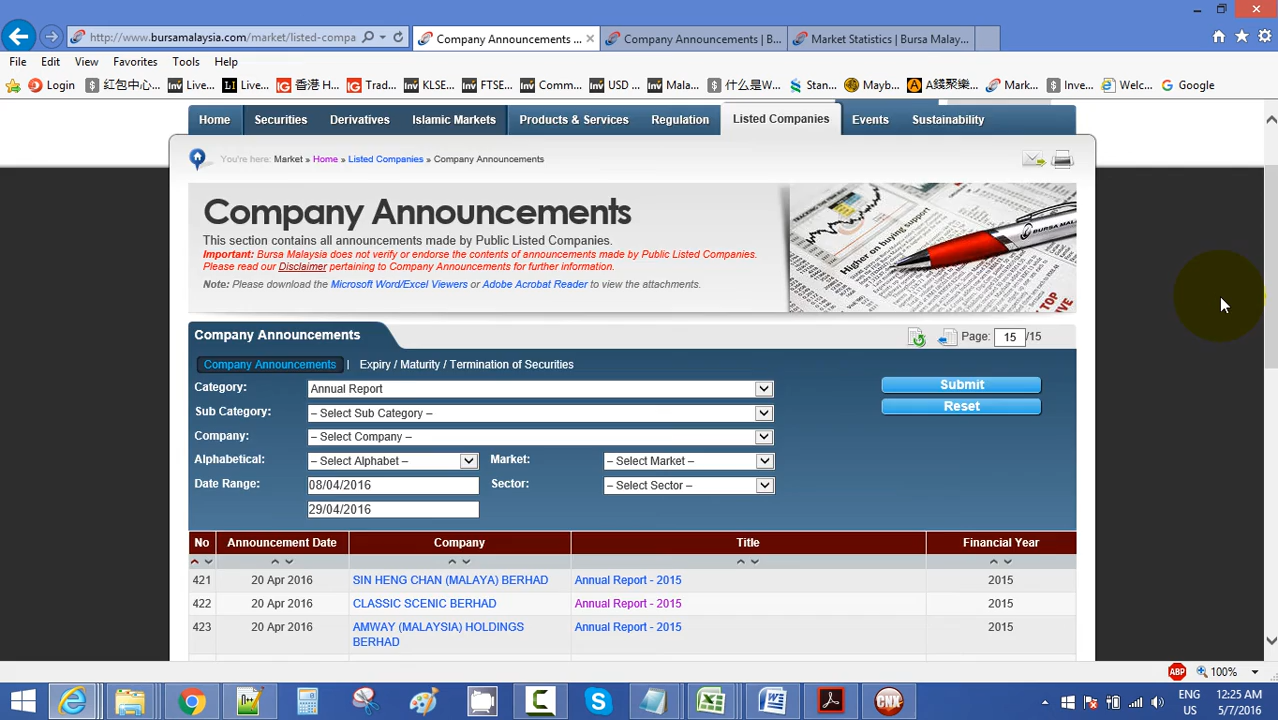 http://www.bursamalaysia.com/market/listed-compa
Company Announcements ...
Company Announcements | B...
Market Statistics | Bursa Malay...
File Edit View Favorites Tools Help
Login 红包中心... Live... Live... 香港 H... Trad... KLSE... FTSE... Comm... USD ... Mala... 什么是W... Stan... Mayb... A錢聚樂... Mark... Inve... Welc... Google
Home Securities Derivatives Islamic Markets Products & Services Regulation Listed Companies Events Sustainability
You're here: Market » Home » Listed Companies » Company Announcements
Company Announcements
This section contains all announcements made by Public Listed Companies.
Important: Bursa Malaysia does not verify or endorse the contents of announcements made by Public Listed Companies.
Please read our Disclaimer pertaining to Company Announcements for further information.
Note: Please download the Microsoft Word/Excel Viewers or Adobe Acrobat Reader to view the attachments.
Higher on buying support
BURSA MALAYSIA
TOP
Company Announcements
Page: 15 /15
Company Announcements | Expiry / Maturity / Termination of Securities
Category: Annual Report
Submit
Sub Category: – Select Sub Category –
Reset
Company: – Select Company –
Alphabetical: – Select Alphabet – Market: – Select Market –
Date Range: 08/04/2016 Sector: – Select Sector –
29/04/2016
No Announcement Date Company Title Financial Year
421 20 Apr 2016 SIN HENG CHAN (MALAYA) BERHAD Annual Report - 2015 2015
422 20 Apr 2016 CLASSIC SCENIC BERHAD Annual Report - 2015 2015
423 20 Apr 2016 AMWAY (MALAYSIA) HOLDINGS BERHAD Annual Report - 2015 2015
ABP 100%
ENG 12:25 AM
US 5/7/2016